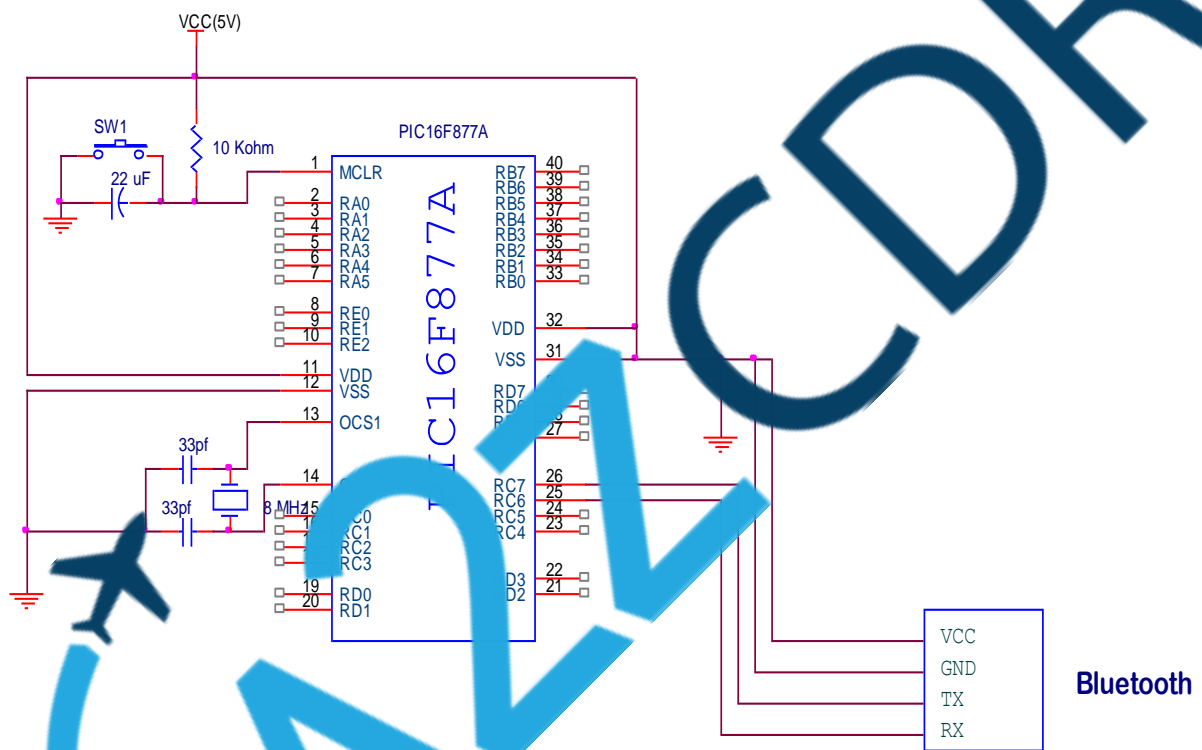 VCC(5V)
SW1
22 uF
10 Kohm
PIC16F877A
PIC16F877A
1 MCLR
2 RA0
3 RA1
4 RA2
5 RA3
6 RA4
7 RA5
8 RE0
9 RE1
10 RE2
11 VDD
12 VSS
13 OCS1
14
15 RC0
RC1
RC2
RC3
19 RD0
20 RD1
RB7 40
RB6 39
RB5 38
RB4 37
RB3 36
RB2 35
RB1 34
RB0 33
VDD 32
VSS 31
RD7
27
RC7 26
RC6 25
RC5 24
RC4 23
D3 22
D2 21
33pf
33pf
8 MHz
VCC
GND
TX
RX
Bluetooth